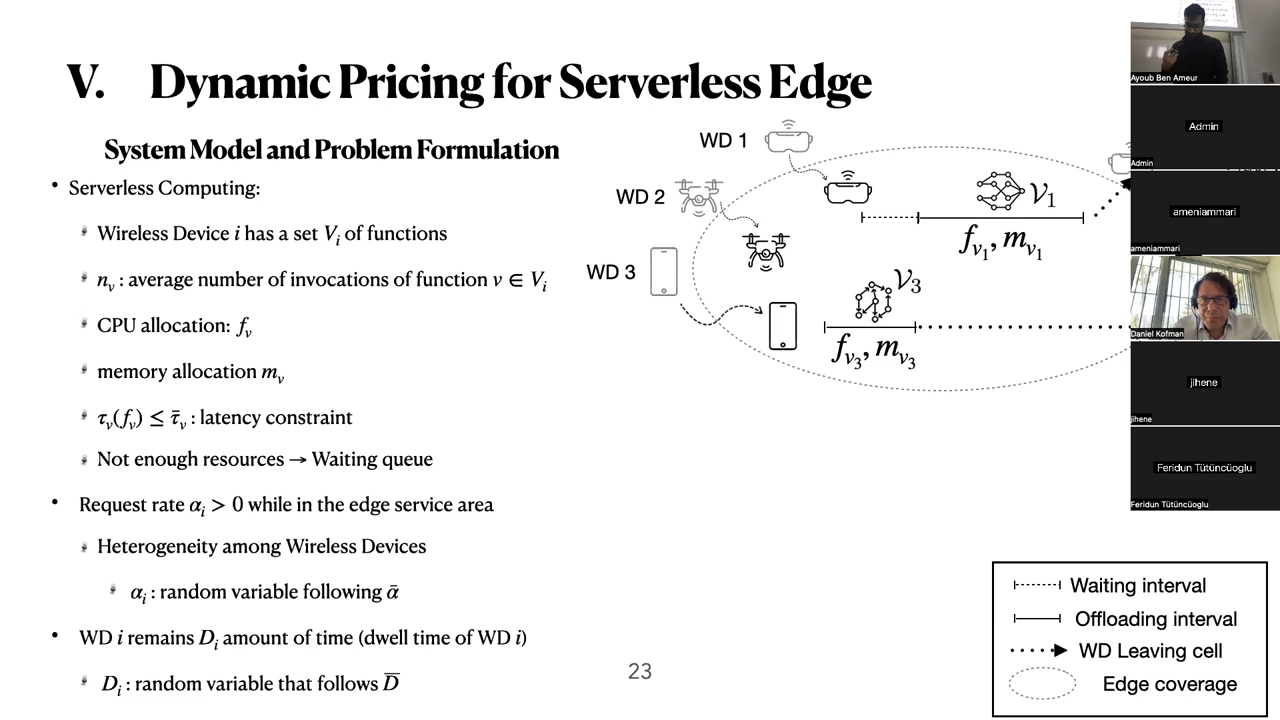 V. Dynamic Pricing for Serverless Edge
System Model and Problem Formulation
• Serverless Computing:
Wireless Device i has a set V_i of functions
n_v : average number of invocations of function v ∈ V_i
CPU allocation: f_v
memory allocation m_v
τ_v(f_v) ≤ τ̄_v : latency constraint
Not enough resources → Waiting queue
• Request rate α_i > 0 while in the edge service area
Heterogeneity among Wireless Devices
α_i : random variable following ᾱ
• WD i remains D_i amount of time (dwell time of WD i)
D_i : random variable that follows D̄
WD 1
WD 2
WD 3
𝒱_1
f_{v_1}, m_{v_1}
𝒱_3
f_{v_3}, m_{v_3}
Waiting interval
Offloading interval
WD Leaving cell
Edge coverage
23
Ayoub Ben Ameur
Admin
Admin
ameniammari
ameniammari
Daniel Kofman
jihene
jihene
Feridun Tütüncüoglu
Feridun Tütüncüoglu